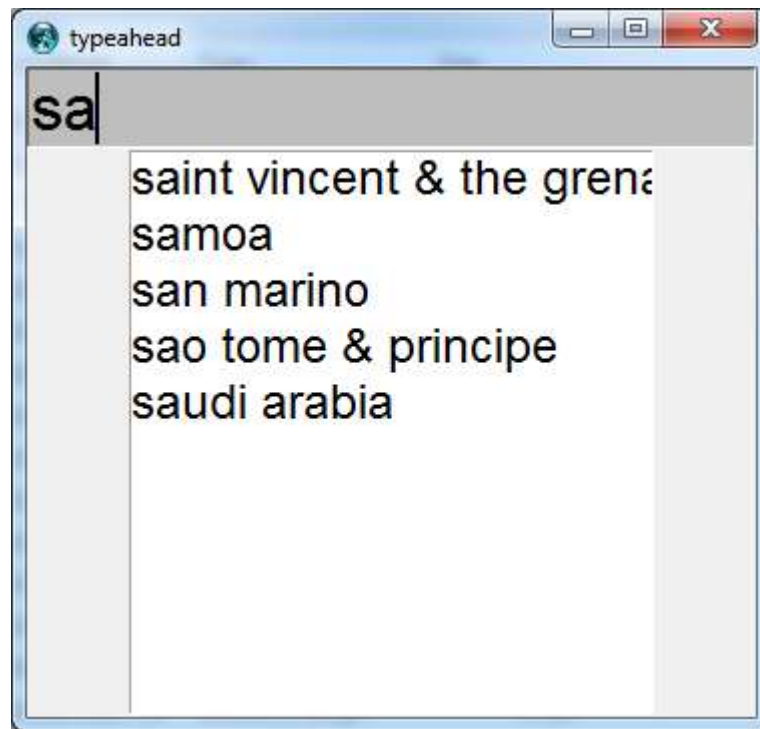 typeahead
sa
saint vincent & the grena
samoa
san marino
sao tome & principe
saudi arabia